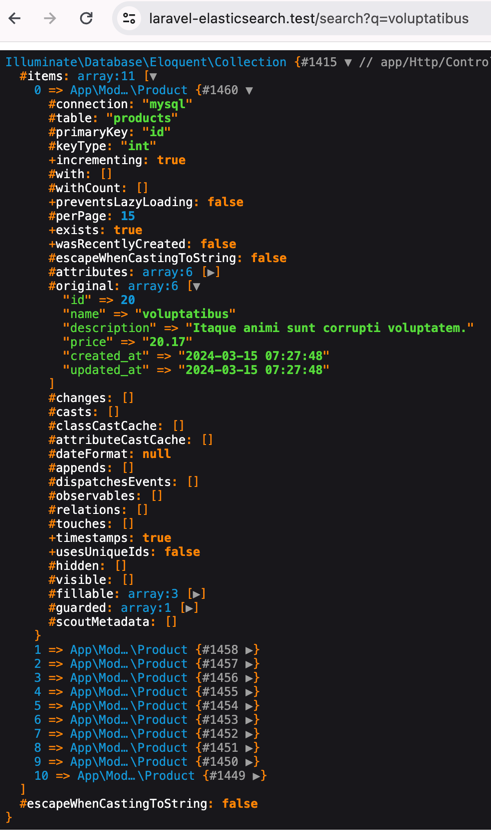 laravel-elasticsearch.test/search?q=voluptatibus
Illuminate\Database\Eloquent\Collection {#1415 ▼ // app/Http/Contro
#items: array:11 [▼
0 => App\Mod…\Product {#1460 ▼
#connection: "mysql"
#table: "products"
#primaryKey: "id"
#keyType: "int"
+incrementing: true
#with: []
#withCount: []
+preventsLazyLoading: false
#perPage: 15
+exists: true
+wasRecentlyCreated: false
#escapeWhenCastingToString: false
#attributes: array:6 [▶]
#original: array:6 [▼
"id" => 20
"name" => "voluptatibus"
"description" => "Itaque animi sunt corrupti voluptatem."
"price" => "20.17"
"created_at" => "2024-03-15 07:27:48"
"updated_at" => "2024-03-15 07:27:48"
]
#changes: []
#casts: []
#classCastCache: []
#attributeCastCache: []
#dateFormat: null
#appends: []
#dispatchesEvents: []
#observables: []
#relations: []
#touches: []
+timestamps: true
+usesUniqueIds: false
#hidden: []
#visible: []
#fillable: array:3 [▶]
#guarded: array:1 [▶]
#scoutMetadata: []
}
1 => App\Mod…\Product {#1458 ▶}
2 => App\Mod…\Product {#1457 ▶}
3 => App\Mod…\Product {#1456 ▶}
4 => App\Mod…\Product {#1455 ▶}
5 => App\Mod…\Product {#1454 ▶}
6 => App\Mod…\Product {#1453 ▶}
7 => App\Mod…\Product {#1452 ▶}
8 => App\Mod…\Product {#1451 ▶}
9 => App\Mod…\Product {#1450 ▶}
10 => App\Mod…\Product {#1449 ▶}
]
#escapeWhenCastingToString: false
}